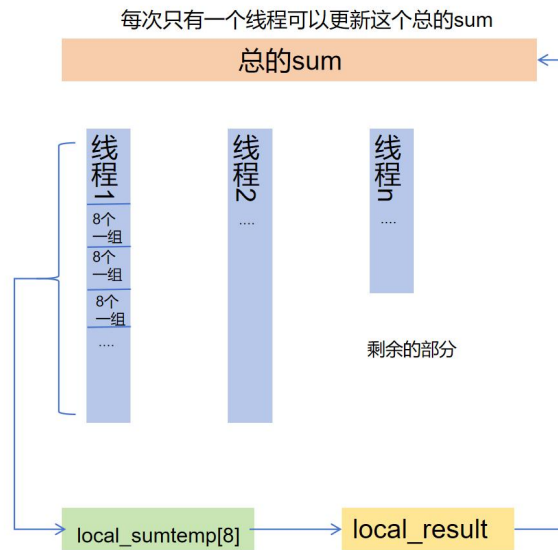 每次只有一个线程可以更新这个总的sum
总的sum
线程1
8个
一组
8个
一组
8个
一组
....
线程2
....
线程n
....
剩余的部分
local_sumtemp[8]
local_result